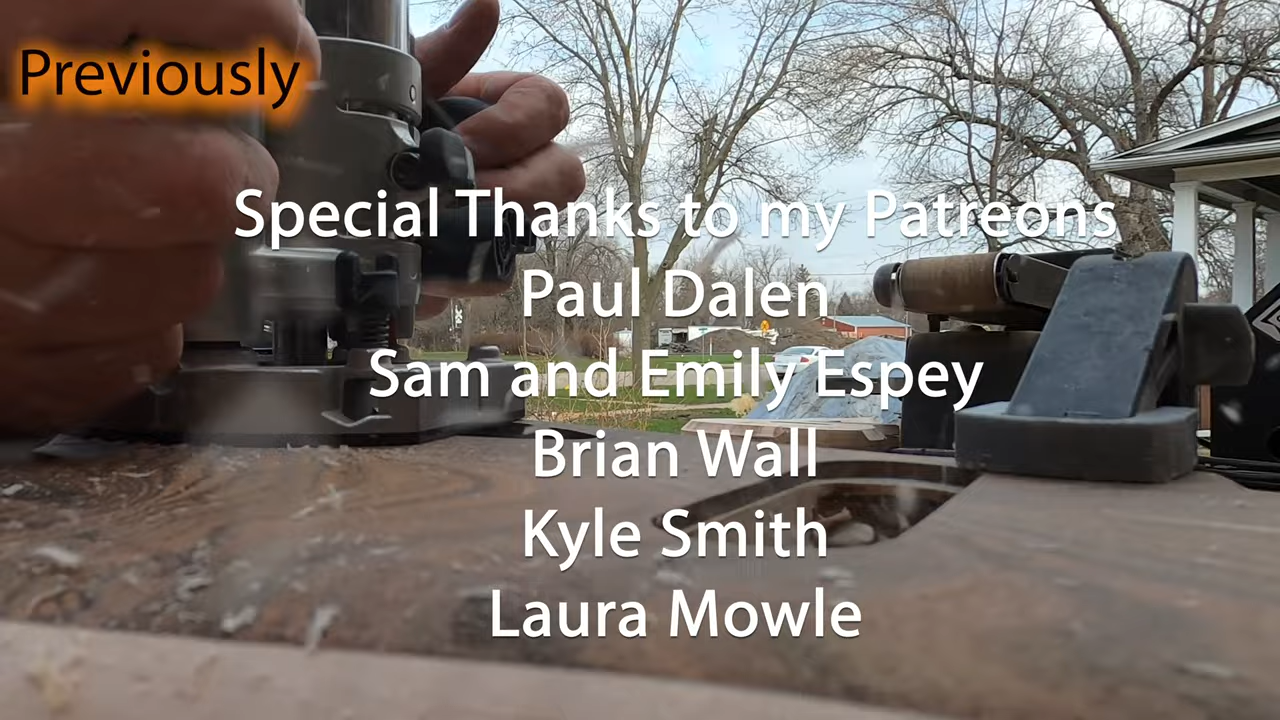 Previously
Special Thanks to my Patreons
Paul Dalen
Sam and Emily Espey
Brian Wall
Kyle Smith
Laura Mowle